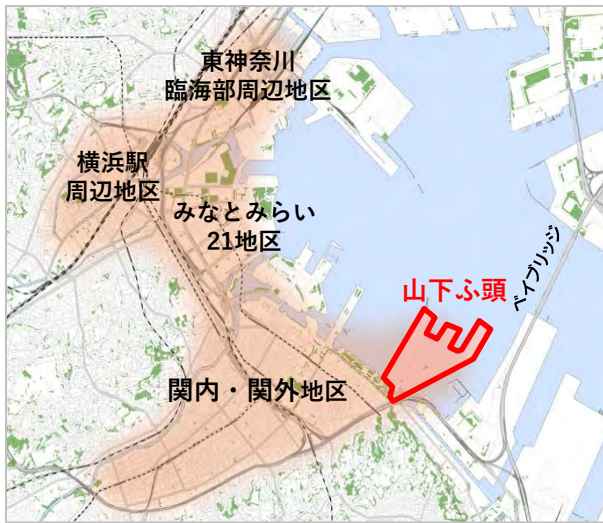 東神奈川
臨海部周辺地区
横浜駅
周辺地区
みなとみらい
21地区
山下ふ頭
ベイブリッジ
関内・関外地区